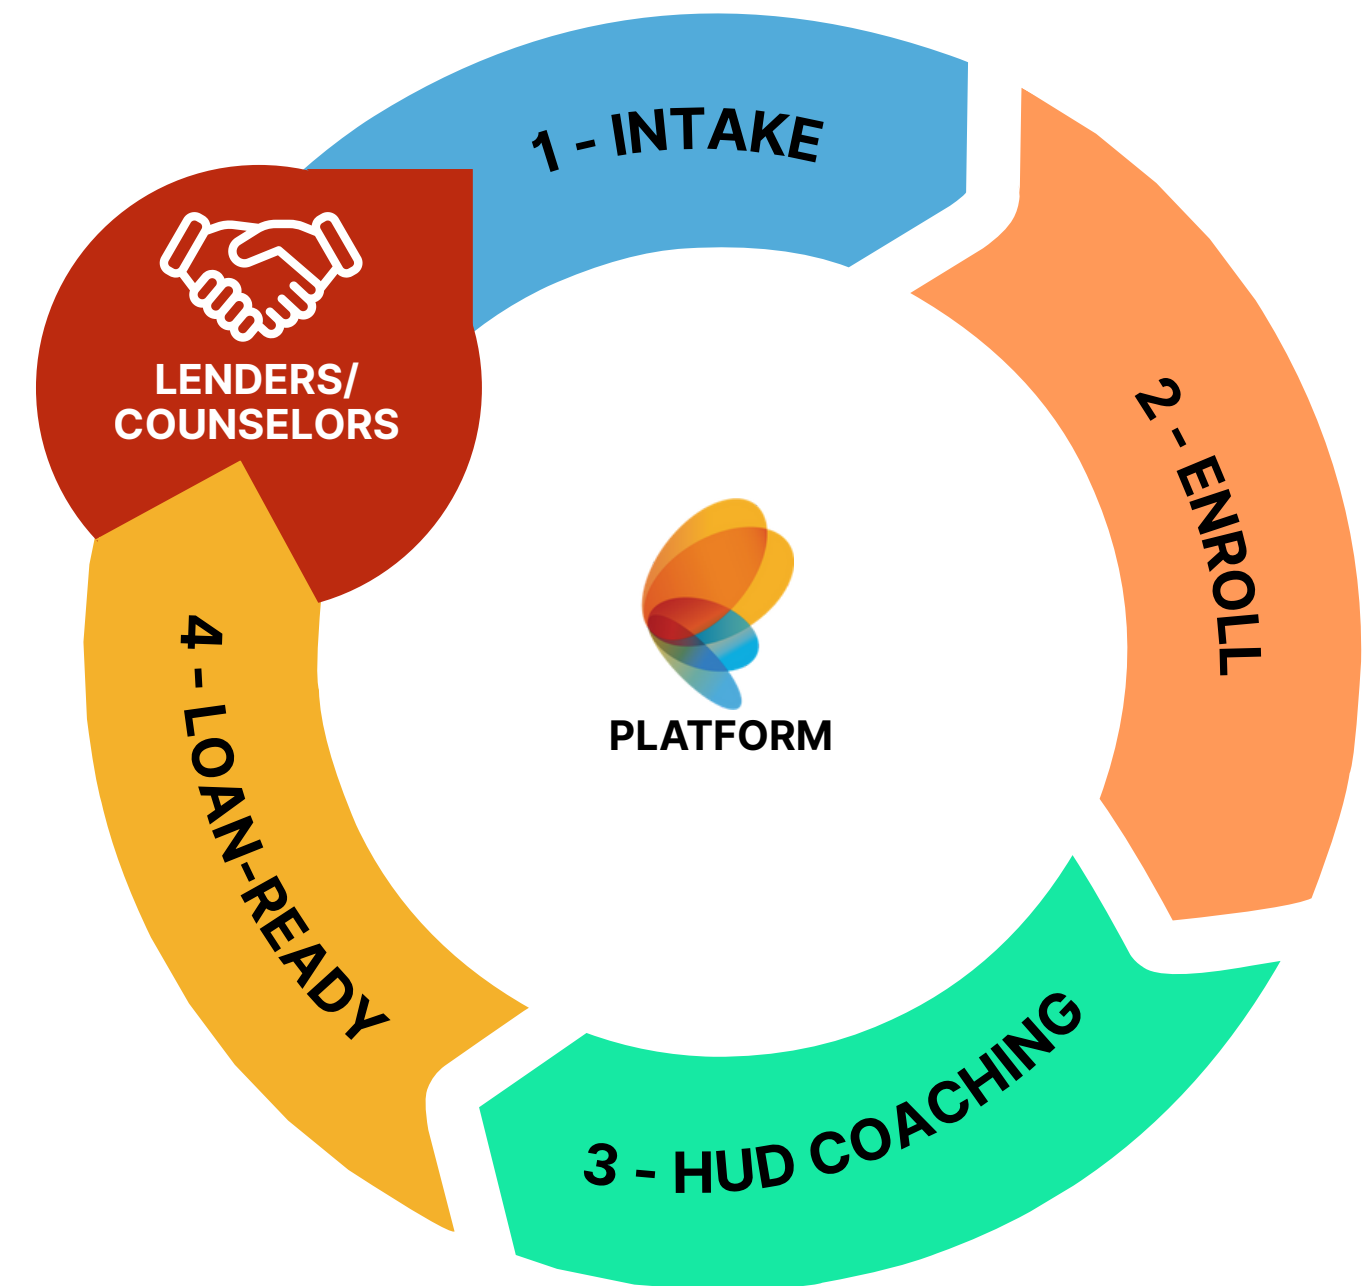 1 - INTAKE
LENDERS/
COUNSELORS
2 - ENROLL
PLATFORM
3 - HUD COACHING
4 - LOAN-READY